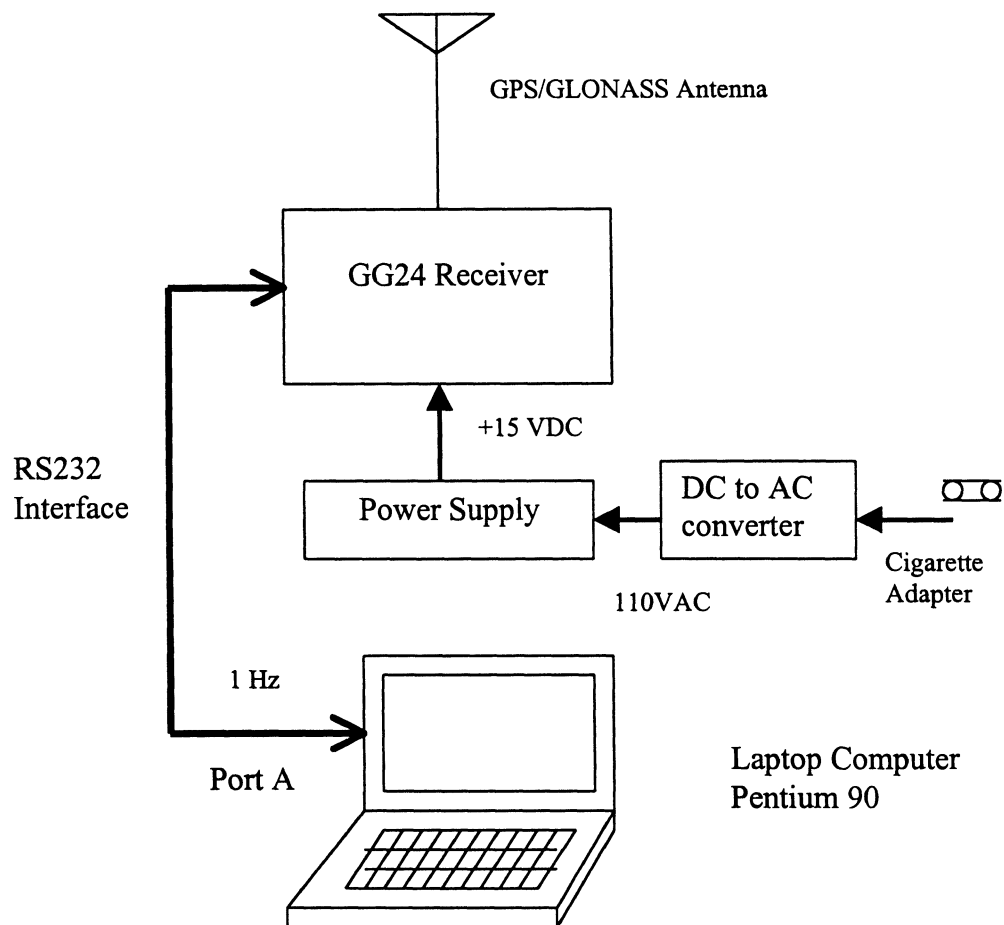 GPS/GLONASS Antenna
GG24 Receiver
+15 VDC
RS232
Interface
Power Supply
DC to AC
converter
Cigarette
Adapter
110VAC
1 Hz
Port A
Laptop Computer
Pentium 90